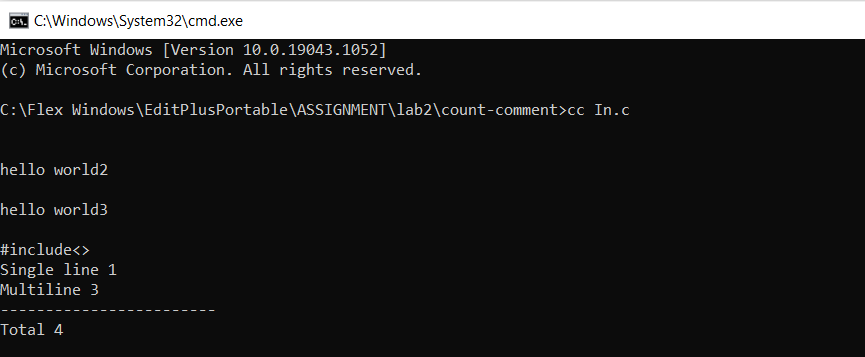 C:\Windows\System32\cmd.exe
Microsoft Windows [Version 10.0.19043.1052]
(c) Microsoft Corporation. All rights reserved.
C:\Flex Windows\EditPlusPortable\ASSIGNMENT\lab2\count-comment>cc In.c
hello world2
hello world3
#include<>
Single line 1
Multiline 3
------------------------
Total 4